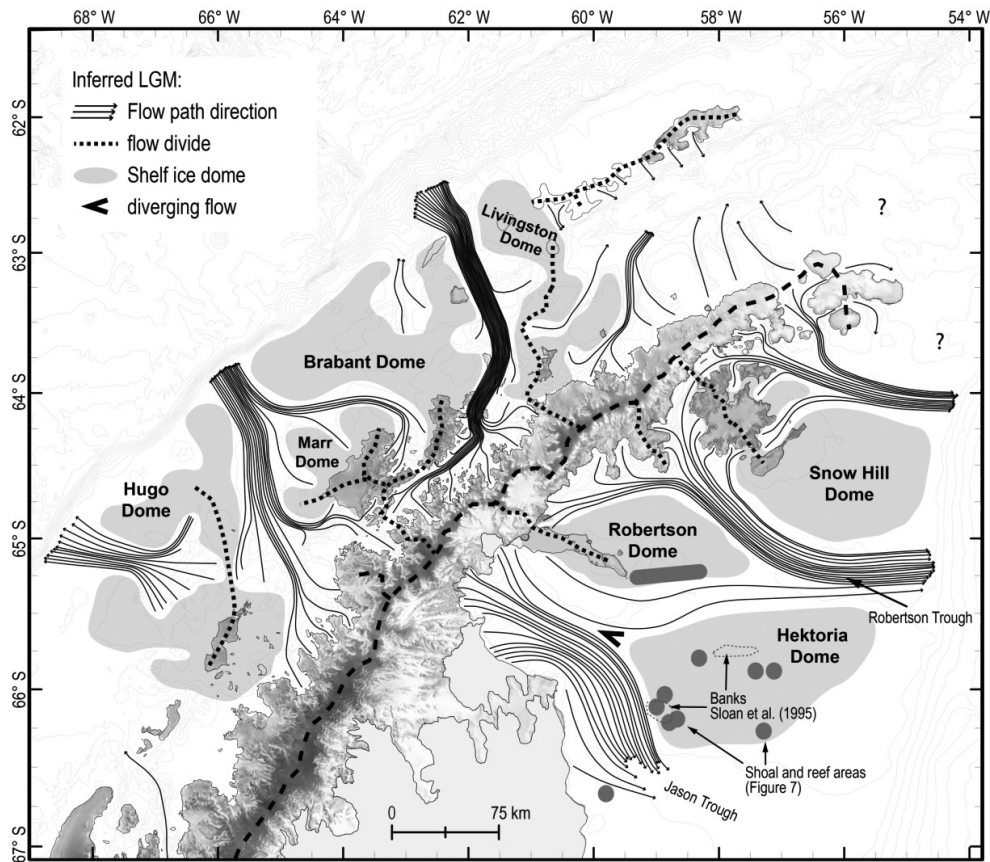 68° W 66° W 64° W 62° W 60° W 58° W 56° W 54° W
Inferred LGM:
Flow path direction
flow divide
Shelf ice dome
diverging flow
62° S
63° S
64° S
65° S
66° S
67° S
Livingston
Dome
?
?
Brabant Dome
Marr
Dome
Hugo
Dome
Snow Hill
Dome
Robertson
Dome
Robertson Trough
Hektoria
Dome
Banks
Sloan et al. (1995)
Shoal and reef areas
(Figure 7)
Jason Trough
0 75 km